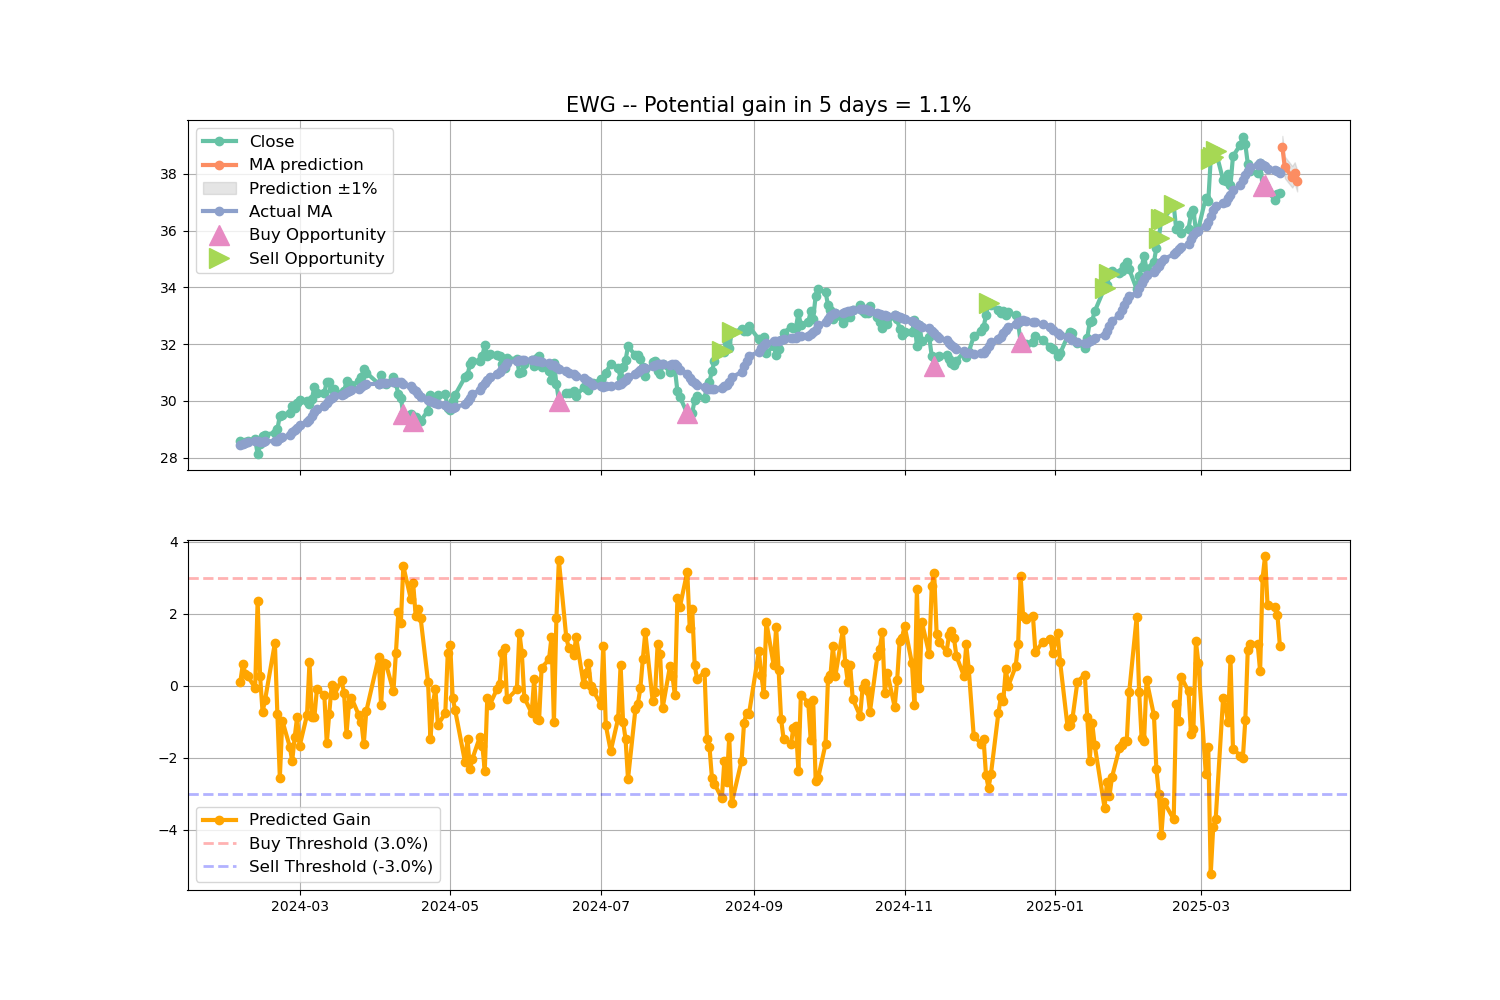 EWG -- Potential gain in 5 days = 1.1%
Close
MA prediction
Prediction ±1%
Actual MA
Buy Opportunity
Sell Opportunity
38
36
34
32
30
28
4
2
0
−2
−4
Predicted Gain
Buy Threshold (3.0%)
Sell Threshold (-3.0%)
2024-03
2024-05
2024-07
2024-09
2024-11
2025-01
2025-03